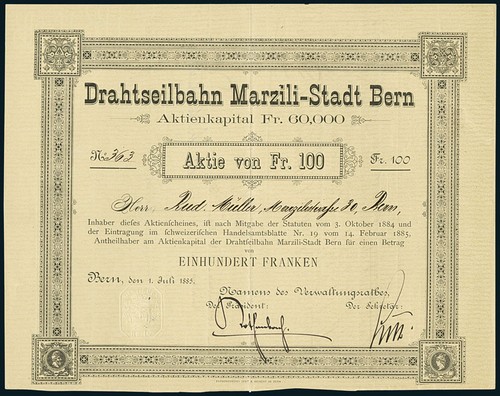 Drahtseilbahn Marzili-Stadt Bern
Aktienkapital Fr. 60,000
No. 363 Aktie von Fr. 100 Fr. 100
Herr Rud. Müller, Marzilistrasse 30, Bern,
Inhaber dieses Aktienscheines, ist nach Mitgabe der Statuten vom 3. Oktober 1884 und
der Eintragung im schweizerischen Handelsamtsblatte Nr. 19 vom 14. Februar 1885,
Antheilhaber am Aktienkapital der Drahtseilbahn Marzili-Stadt Bern für einen Betrag
von
EINHUNDERT FRANKEN
Bern, den 1. Juli 1885.
Namens des Verwaltungsrathes,
Der Präsident: Der Sekretär: